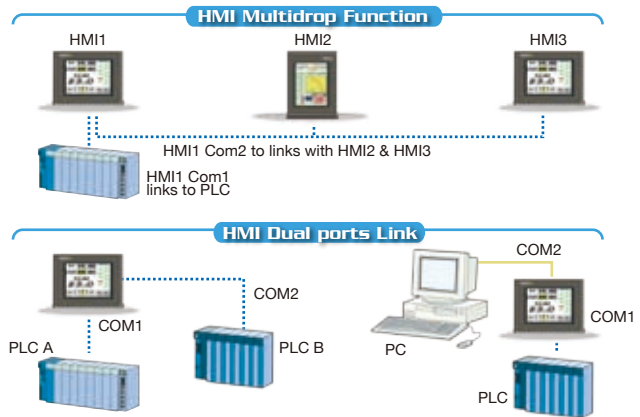 HMI Multidrop Function
HMI1
HMI2
HMI3
HMI1 Com2 to links with HMI2 & HMI3
HMI1 Com1
links to PLC
HMI Dual ports Link
COM2
COM2
COM1
COM1
PLC A
PLC B
PC
PLC